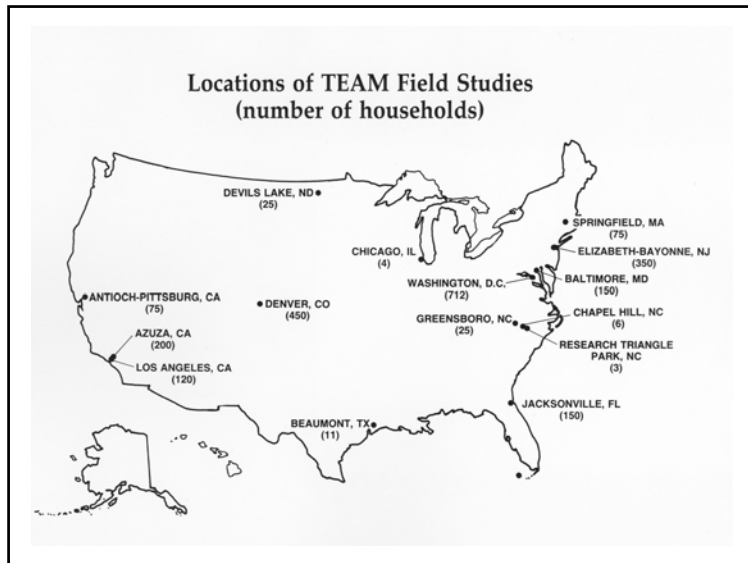 Locations of TEAM Field Studies
(number of households)
DEVILS LAKE, ND
(25)
SPRINGFIELD, MA
(75)
CHICAGO, IL
(4)
ELIZABETH-BAYONNE, NJ
(350)
WASHINGTON, D.C.
(712)
BALTIMORE, MD
(150)
ANTIOCH-PITTSBURG, CA
(75)
DENVER, CO
(450)
GREENSBORO, NC
(25)
CHAPEL HILL, NC
(6)
AZUZA, CA
(200)
RESEARCH TRIANGLE
PARK, NC
(3)
LOS ANGELES, CA
(120)
JACKSONVILLE, FL
(150)
BEAUMONT, TX
(11)